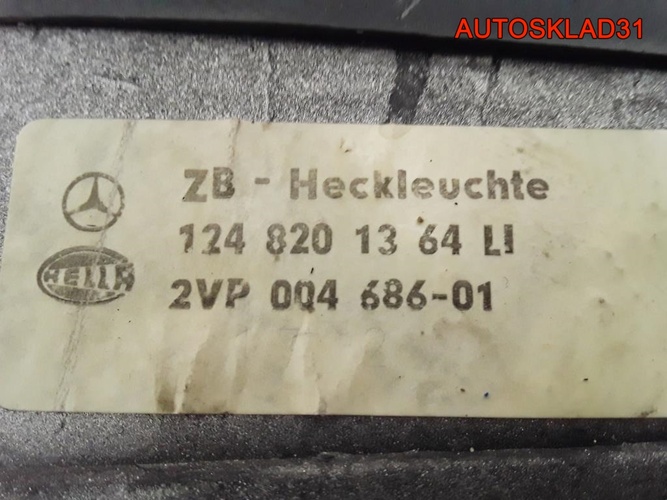 AUTOSKLAD31
ZB - Heckleuchte
124 820 13 64 LI
HELLA
2VP 004 686-01